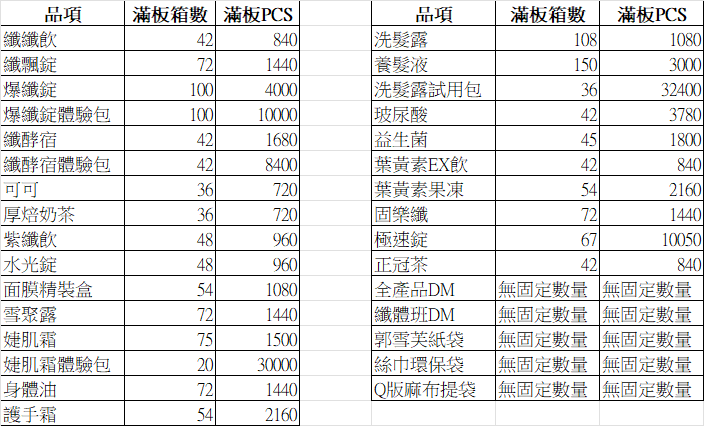 品項 滿板箱數 滿板PCS
纖纖飲 42 840
纖飄錠 72 1440
爆纖錠 100 4000
爆纖錠體驗包 100 10000
纖酵宿 42 1680
纖酵宿體驗包 42 8400
可可 36 720
厚焙奶茶 36 720
紫纖飲 48 960
水光錠 48 960
面膜精裝盒 54 1080
雪聚露 72 1440
婕肌霜 75 1500
婕肌霜體驗包 20 30000
身體油 72 1440
護手霜 54 2160
品項 滿板箱數 滿板PCS
洗髮露 108 1080
養髮液 150 3000
洗髮露試用包 36 32400
玻尿酸 42 3780
益生菌 45 1800
葉黃素EX飲 42 840
葉黃素果凍 54 2160
固樂纖 72 1440
極速錠 67 10050
正冠茶 42 840
全產品DM 無固定數量 無固定數量
纖體班DM 無固定數量 無固定數量
郭雪芙紙袋 無固定數量 無固定數量
絲巾環保袋 無固定數量 無固定數量
Q版麻布提袋 無固定數量 無固定數量